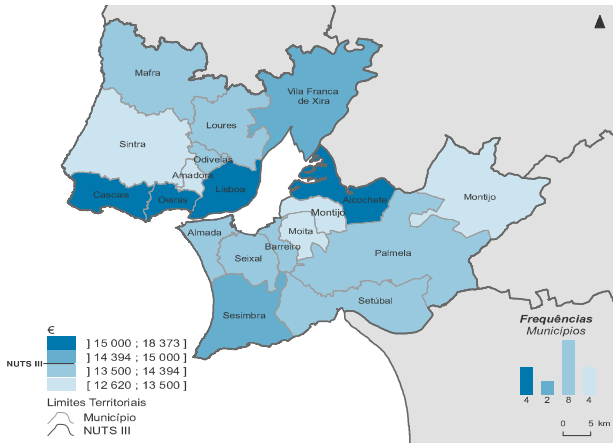 Mafra
Vila Franca
de Xira
Loures
Sintra
Odivelas
Amadora
Cascais
Oeiras
Lisboa
Alcochete
Montijo
Montijo
Moita
Almada
Barreiro
Seixal
Palmela
Sesimbra
Setúbal
€
] 15 000 ; 18 373 ]
] 14 394 ; 15 000 ]
NUTS III
] 13 500 ; 14 394 ]
[ 12 620 ; 13 500 ]
Limites Territoriais
Município
NUTS III
Frequências
Municípios
4 2 8 4
0 5 km